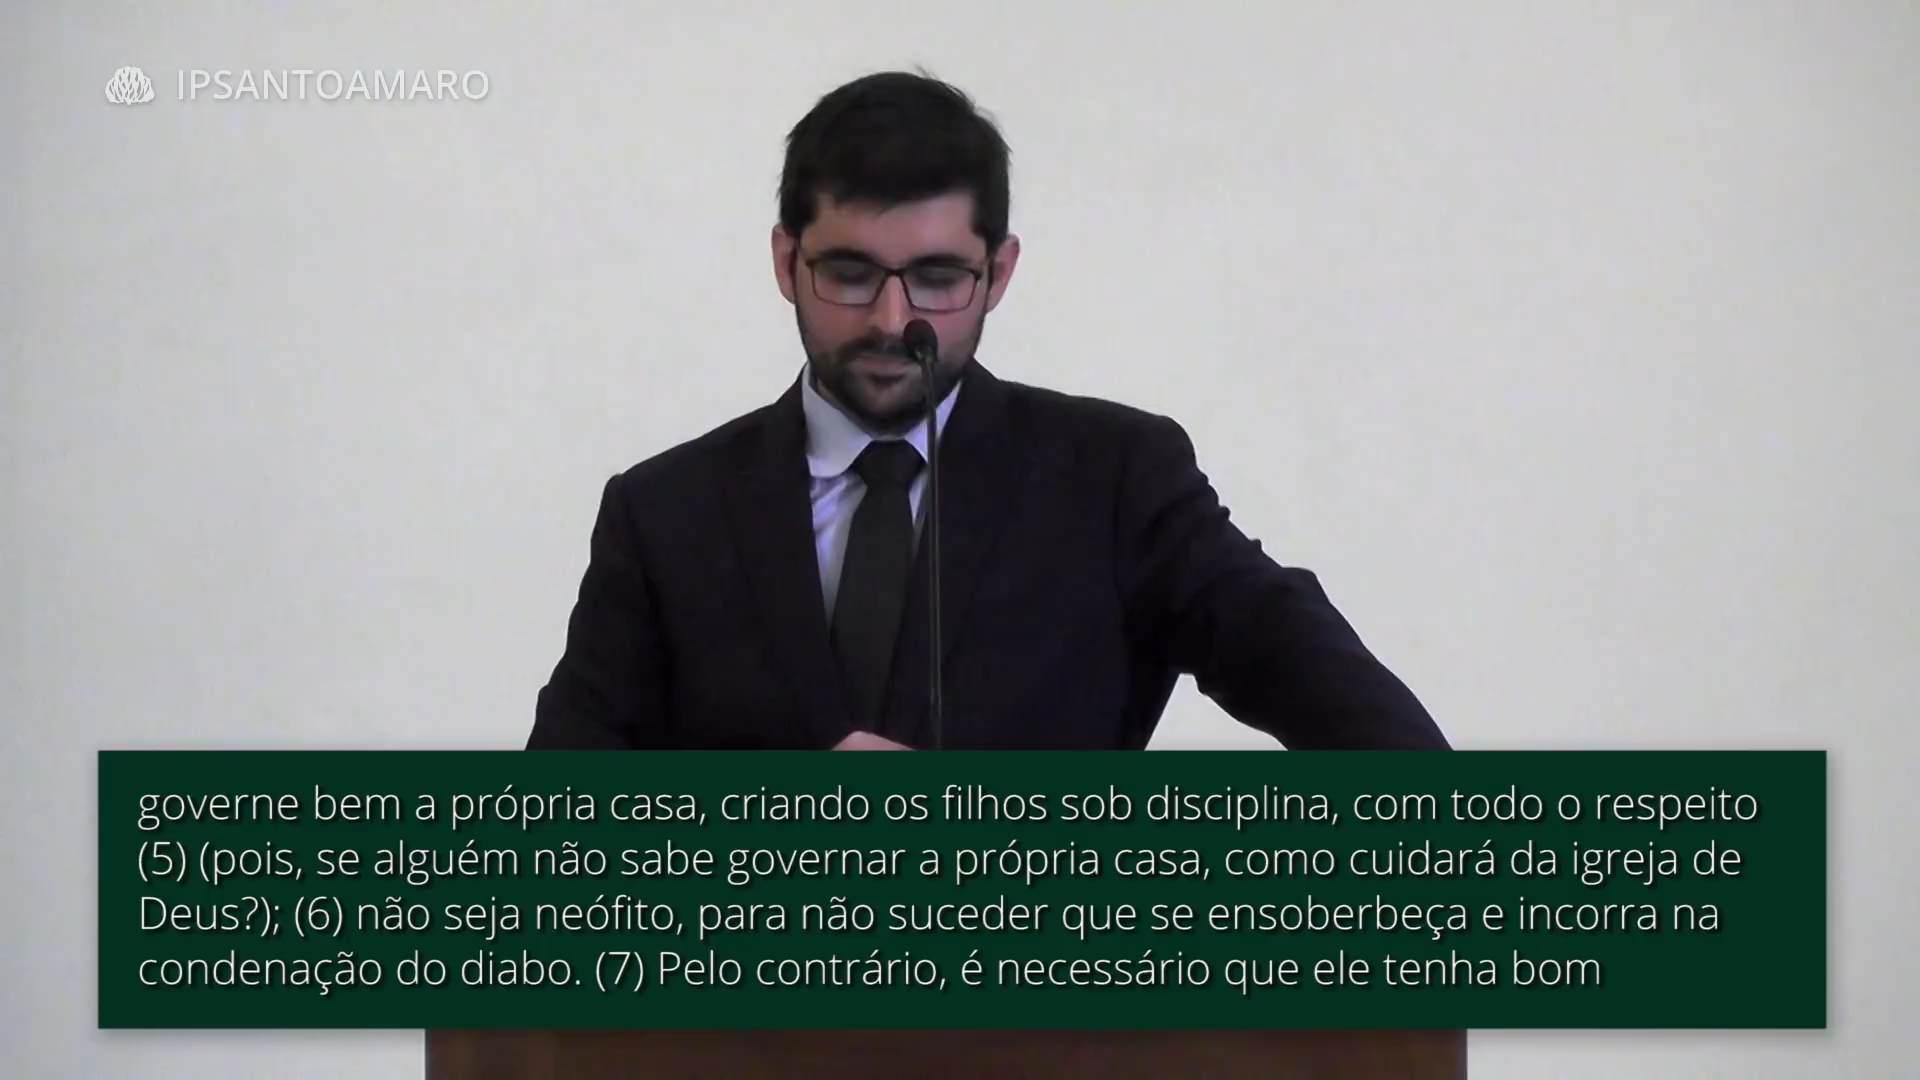 IPSANTOAMARO
governe bem a própria casa, criando os filhos sob disciplina, com todo o respeito
(5) (pois, se alguém não sabe governar a própria casa, como cuidará da igreja de
Deus?); (6) não seja neófito, para não suceder que se ensoberbeça e incorra na
condenação do diabo. (7) Pelo contrário, é necessário que ele tenha bom